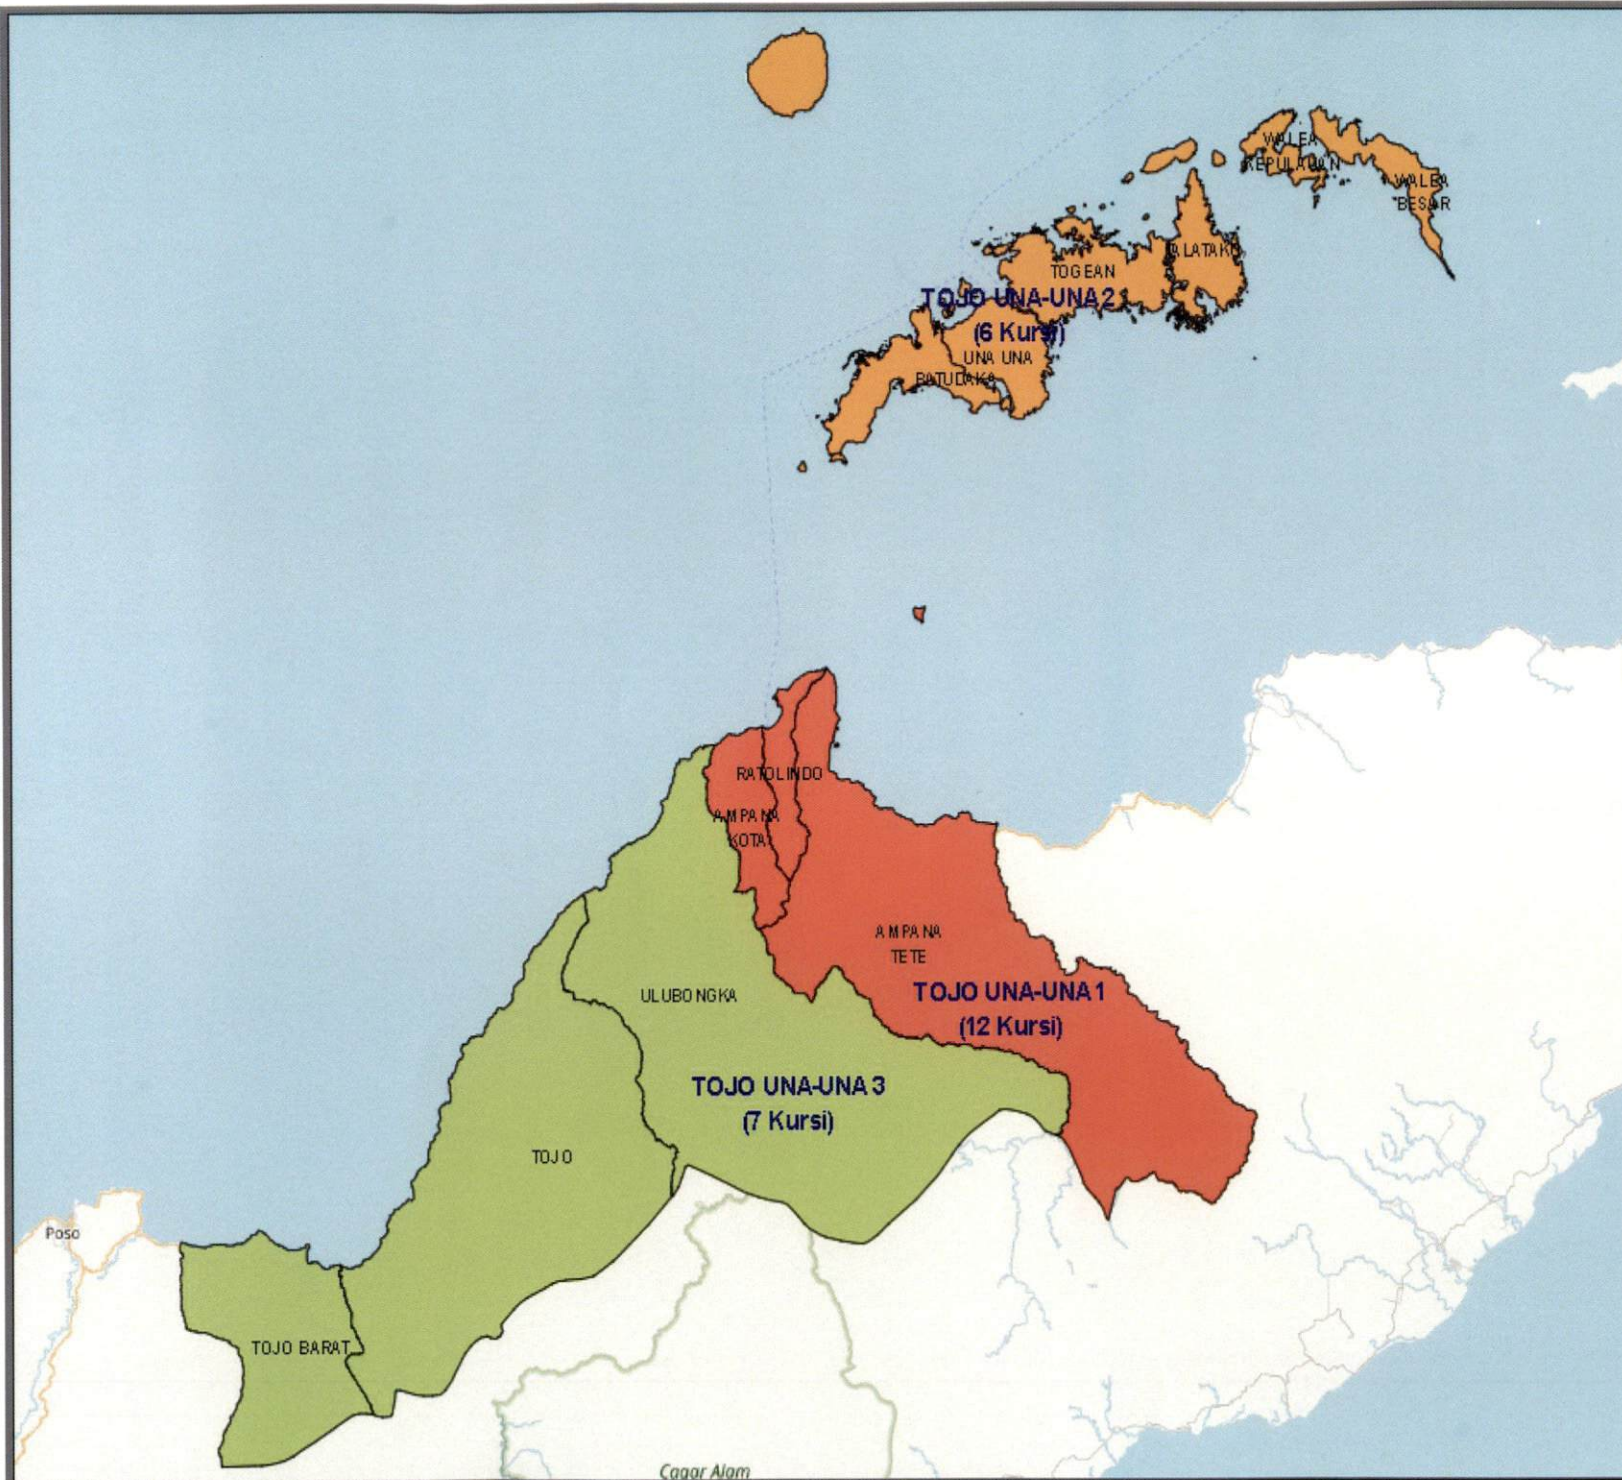 WALEA
KEPULAUAN
WALEA
BESAR
TOGEAN
TOJO UNA-UNA 2
(6 Kursi)
UNA UNA
BATUDAKA
RATOLINDO
AMPANA
KOTA
AMPANA
TETE
TOJO UNA-UNA 1
(12 Kursi)
ULUBONGKA
TOJO UNA-UNA 3
(7 Kursi)
TOJO
Poso
TOJO BARAT
Cagar Alam